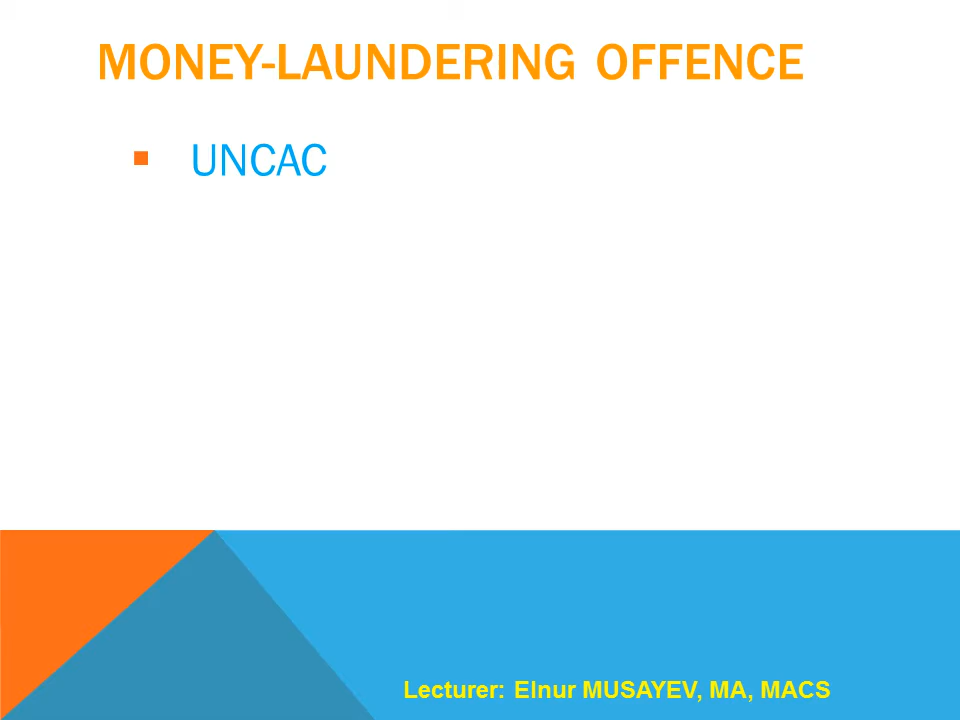 MONEY-LAUNDERING OFFENCE
▪ UNCAC
Lecturer: Elnur MUSAYEV, MA, MACS